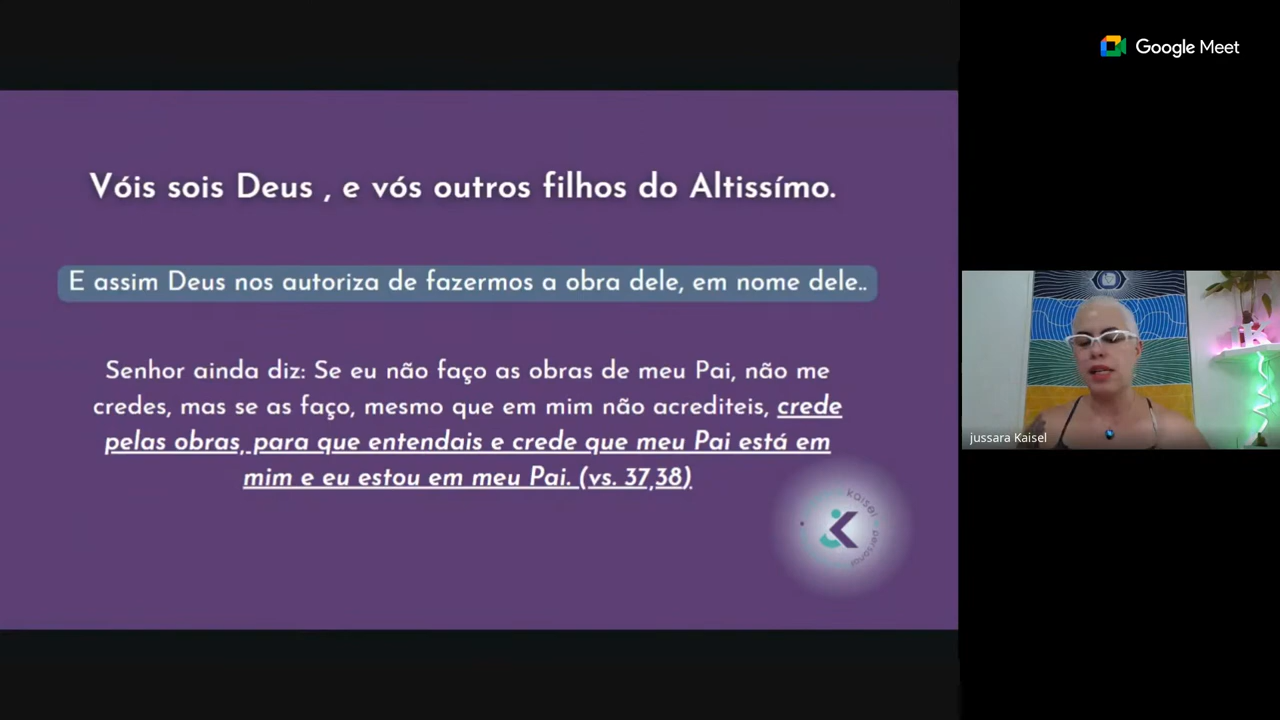 Google Meet
Vóis sois Deus , e vós outros filhos do Altissímo.
E assim Deus nos autoriza de fazermos a obra dele, em nome dele..
Senhor ainda diz: Se eu não faço as obras de meu Pai, não me
credes, mas se as faço, mesmo que em mim não acrediteis, crede
pelas obras, para que entendais e crede que meu Pai está em
mim e eu estou em meu Pai. (vs. 37,38)
kaisel personal
jussara Kaisel